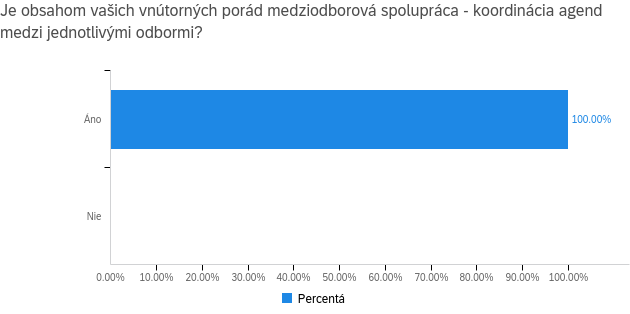 Je obsahom vašich vnútorných porád medziodborová spolupráca - koordinácia agend
medzi jednotlivými odbormi?
Áno
100.00%
Nie
0.00% 10.00% 20.00% 30.00% 40.00% 50.00% 60.00% 70.00% 80.00% 90.00% 100.00%
Percentá